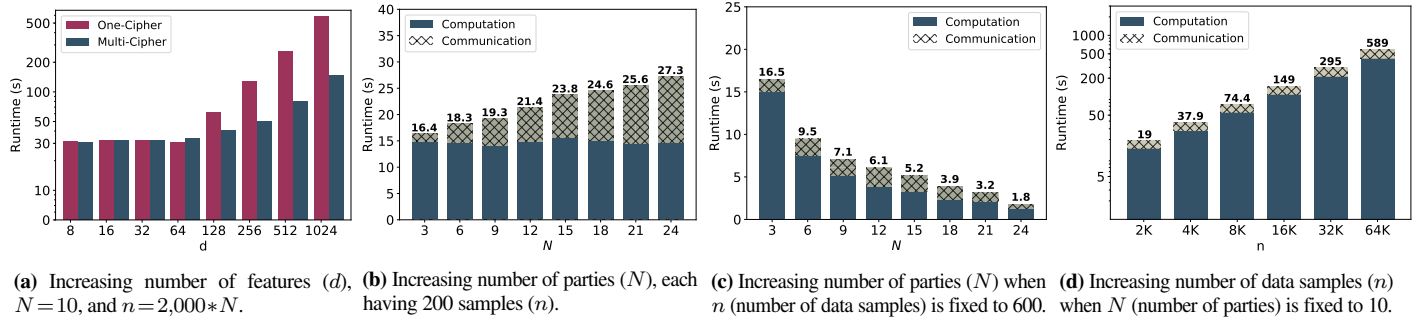 One-Cipher
Multi-Cipher
500
200
100
50
30
10
0
Runtime (s)
8 16 32 64 128 256 512 1024
d
(a) Increasing number of features (d),
N=10, and n=2,000*N.
Computation
Communication
40
35
30
25
20
15
10
5
0
Runtime (s)
16.4 18.3 19.3 21.4 23.8 24.6 25.6 27.3
3 6 9 12 15 18 21 24
N
(b) Increasing number of parties (N), each
having 200 samples (n).
Computation
Communication
25
20
15
10
5
0
Runtime (s)
16.5 9.5 7.1 6.1 5.2 3.9 3.2 1.8
3 6 9 12 15 18 21 24
N
(c) Increasing number of parties (N) when
n (number of data samples) is fixed to 600.
Computation
Communication
1000
500
200
50
5
Runtime (s)
19 37.9 74.4 149 295 589
2K 4K 8K 16K 32K 64K
n
(d) Increasing number of data samples (n)
when N (number of parties) is fixed to 10.